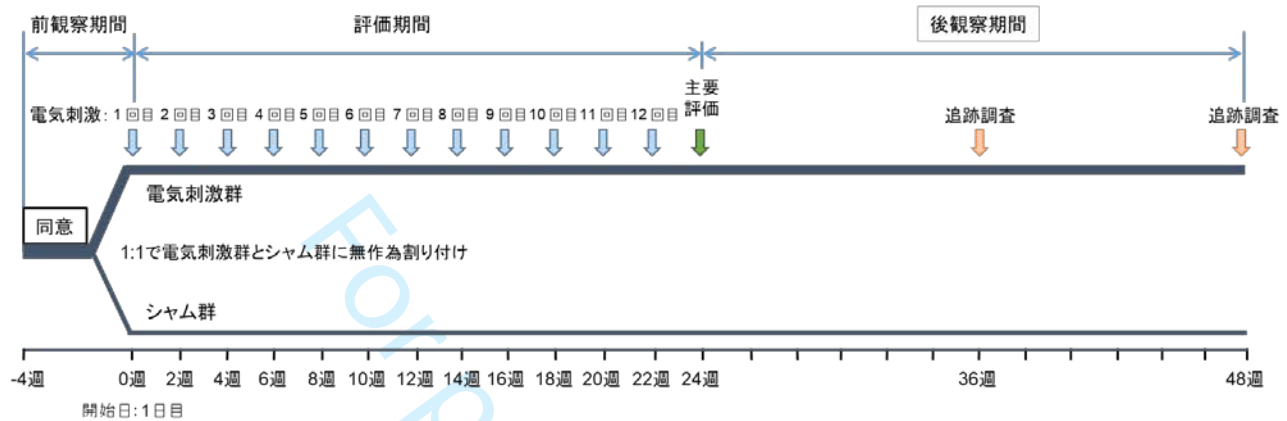 前観察期間 評価期間 後観察期間
電気刺激: 1回目 2回目 3回目 4回目 5回目 6回目 7回目 8回目 9回目 10回目 11回目 12回目 主要評価 追跡調査 追跡調査
電気刺激群
同意
1:1で電気刺激群とシャム群に無作為割り付け
シャム群
-4週 0週 2週 4週 6週 8週 10週 12週 14週 16週 18週 20週 22週 24週 36週 48週
開始日:1日目
For p